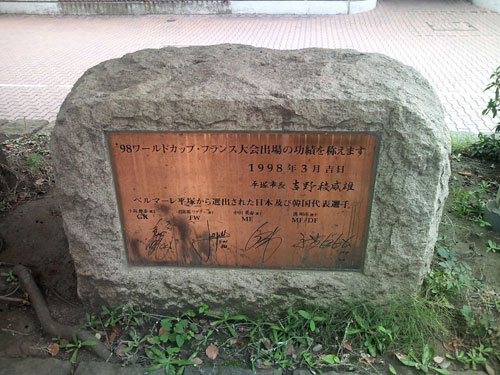 '98ワールドカップ・フランス大会出場の功績を称えます
1998年3月吉日
平塚市長 吉野稜威雄
ベルマーレ平塚から選出された日本及び韓国代表選手
GK FW MF MF/DF